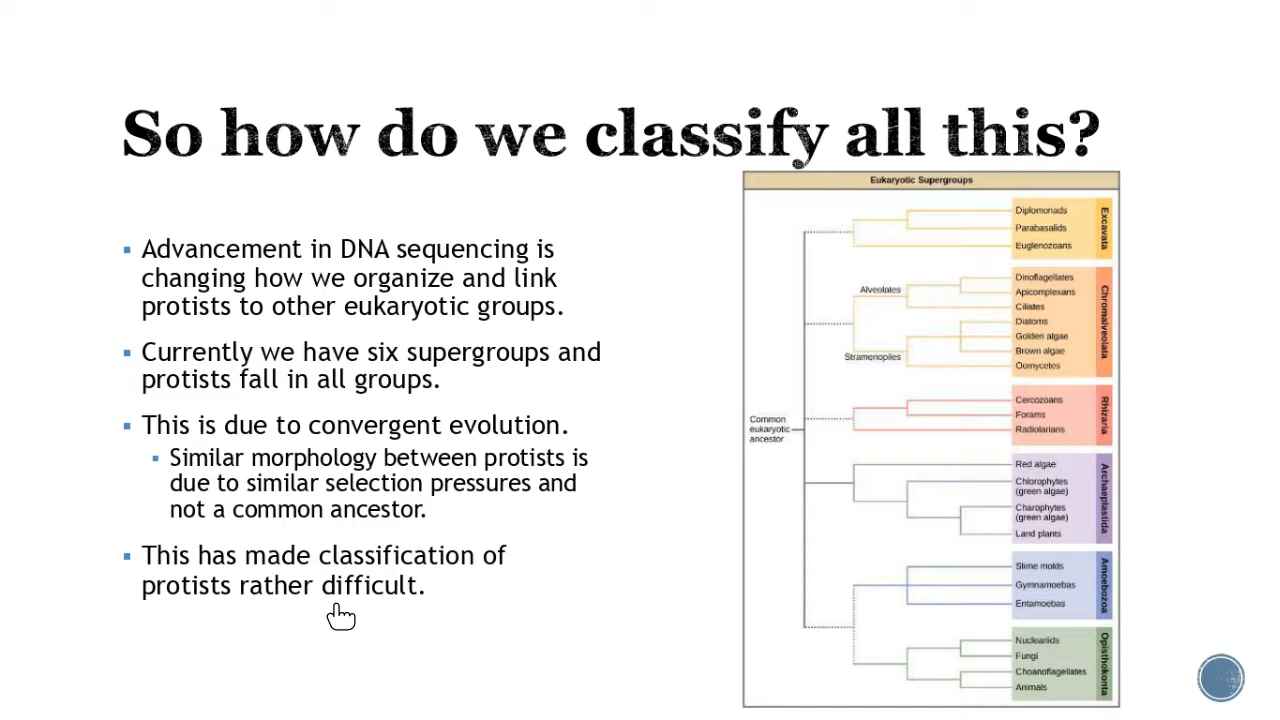 So how do we classify all this?
▪ Advancement in DNA sequencing is
changing how we organize and link
protists to other eukaryotic groups.
▪ Currently we have six supergroups and
protists fall in all groups.
▪ This is due to convergent evolution.
▪ Similar morphology between protists is
due to similar selection pressures and
not a common ancestor.
▪ This has made classification of
protists rather difficult.
Eukaryotic Supergroups
Common
eukaryotic
ancestor
Diplomonads
Parabasalids
Euglenozoans
Excavata
Alveolates
Dinoflagellates
Apicomplexans
Ciliates
Stramenopiles
Diatoms
Golden algae
Brown algae
Oomycetes
Chromalveolata
Cercozoans
Forams
Radiolarians
Rhizaria
Red algae
Chlorophytes
(green algae)
Charophytes
(green algae)
Land plants
Archaeplastida
Slime molds
Gymnamoebas
Entamoebas
Amoebozoa
Nucleariids
Fungi
Choanoflagellates
Animals
Opisthokonta